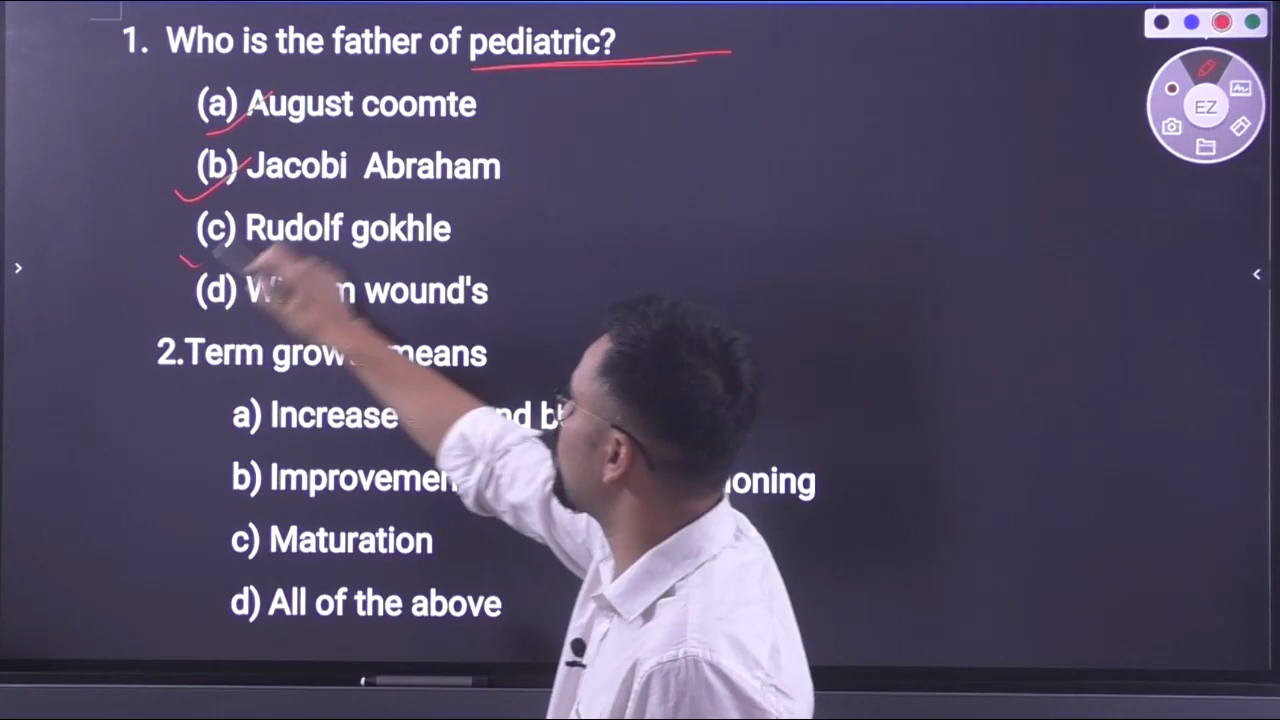 1. Who is the father of pediatric?
(a) August coomte
(b) Jacobi Abraham
(c) Rudolf gokhle
(d) wound's
2.Term means
a) Increase
b)
c) Maturation
d) All of the above
EZ